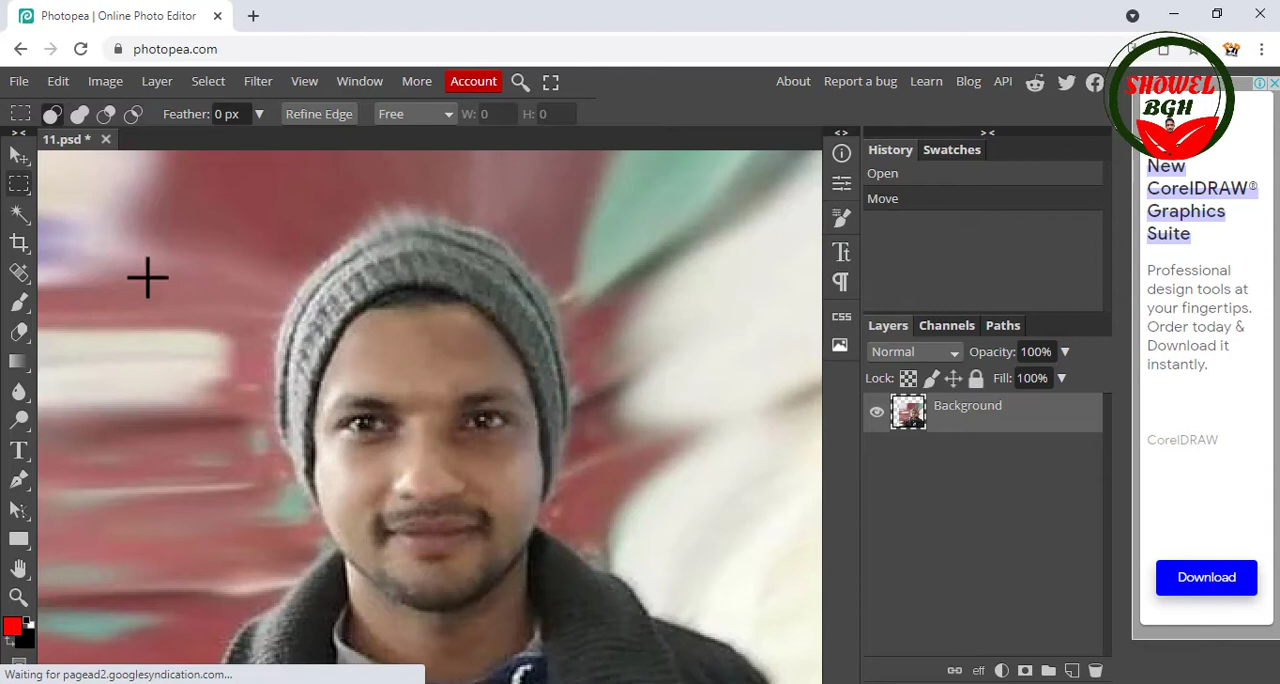 Photopea | Online Photo Editor
photopea.com
File Edit Image Layer Select Filter View Window More Account About Report a bug Learn Blog API
Feather: 0 px Refine Edge Free W: 0 H: 0
11.psd *
SHOWEL
BGH
History Swatches
Open
Move
CSS
Layers Channels Paths
Normal Opacity: 100%
Lock: Fill: 100%
Background
eff
New
CorelDRAW®
Graphics
Suite
Professional
design tools at
your fingertips.
Order today &
Download it
instantly.
CorelDRAW
Download
Waiting for pagead2.googlesyndication.com...